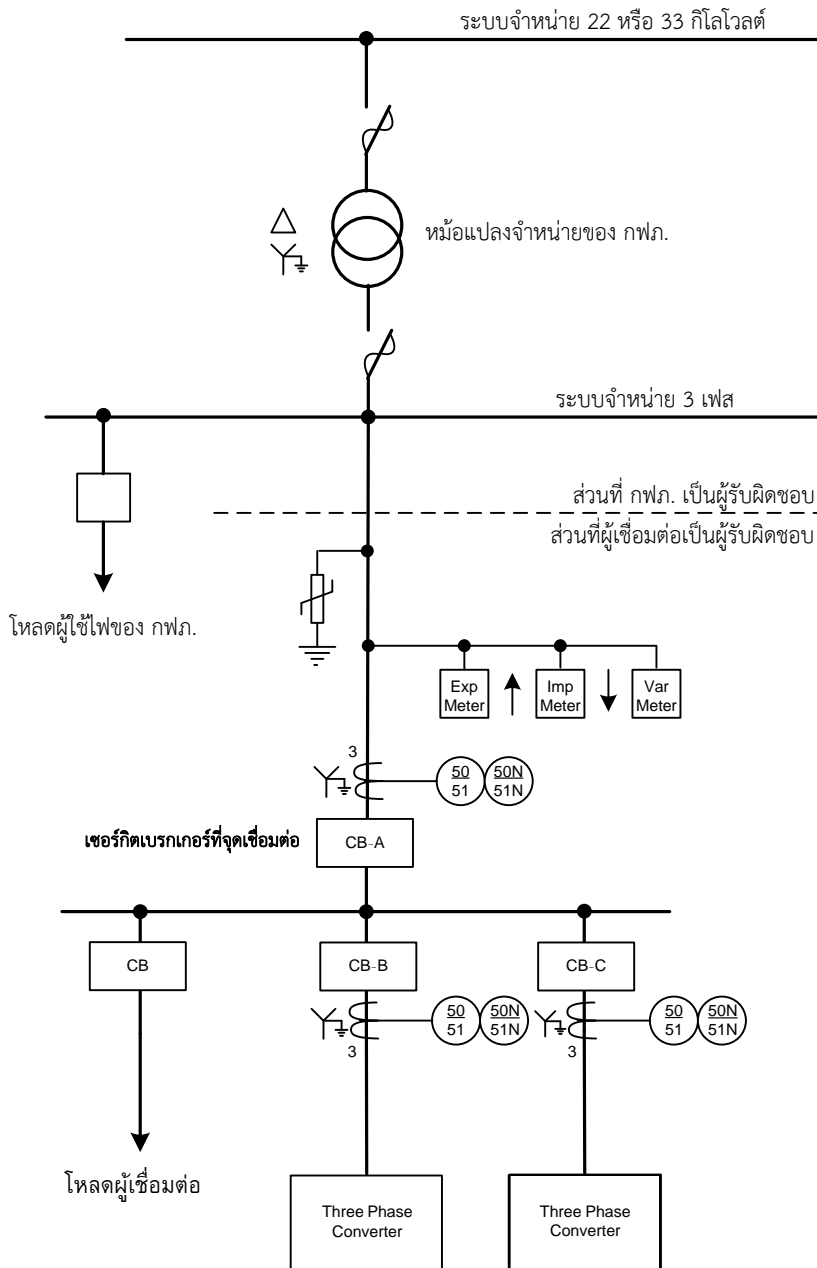 ระบบจำหน่าย 22 หรือ 33 กิโลโวลต์
หม้อแปลงจำหน่ายของ กฟภ.
ระบบจำหน่าย 3 เฟส
ส่วนที่ กฟภ. เป็นผู้รับผิดชอบ
ส่วนที่ผู้เชื่อมต่อเป็นผู้รับผิดชอบ
โหลดผู้ใช้ไฟของ กฟภ.
Exp
Meter
Imp
Meter
Var
Meter
3
50
51
50N
51N
เซอร์กิตเบรกเกอร์ที่จุดเชื่อมต่อ
CB-A
CB
CB-B
CB-C
50
51
50N
51N
3
50
51
50N
51N
3
โหลดผู้เชื่อมต่อ
Three Phase
Converter
Three Phase
Converter